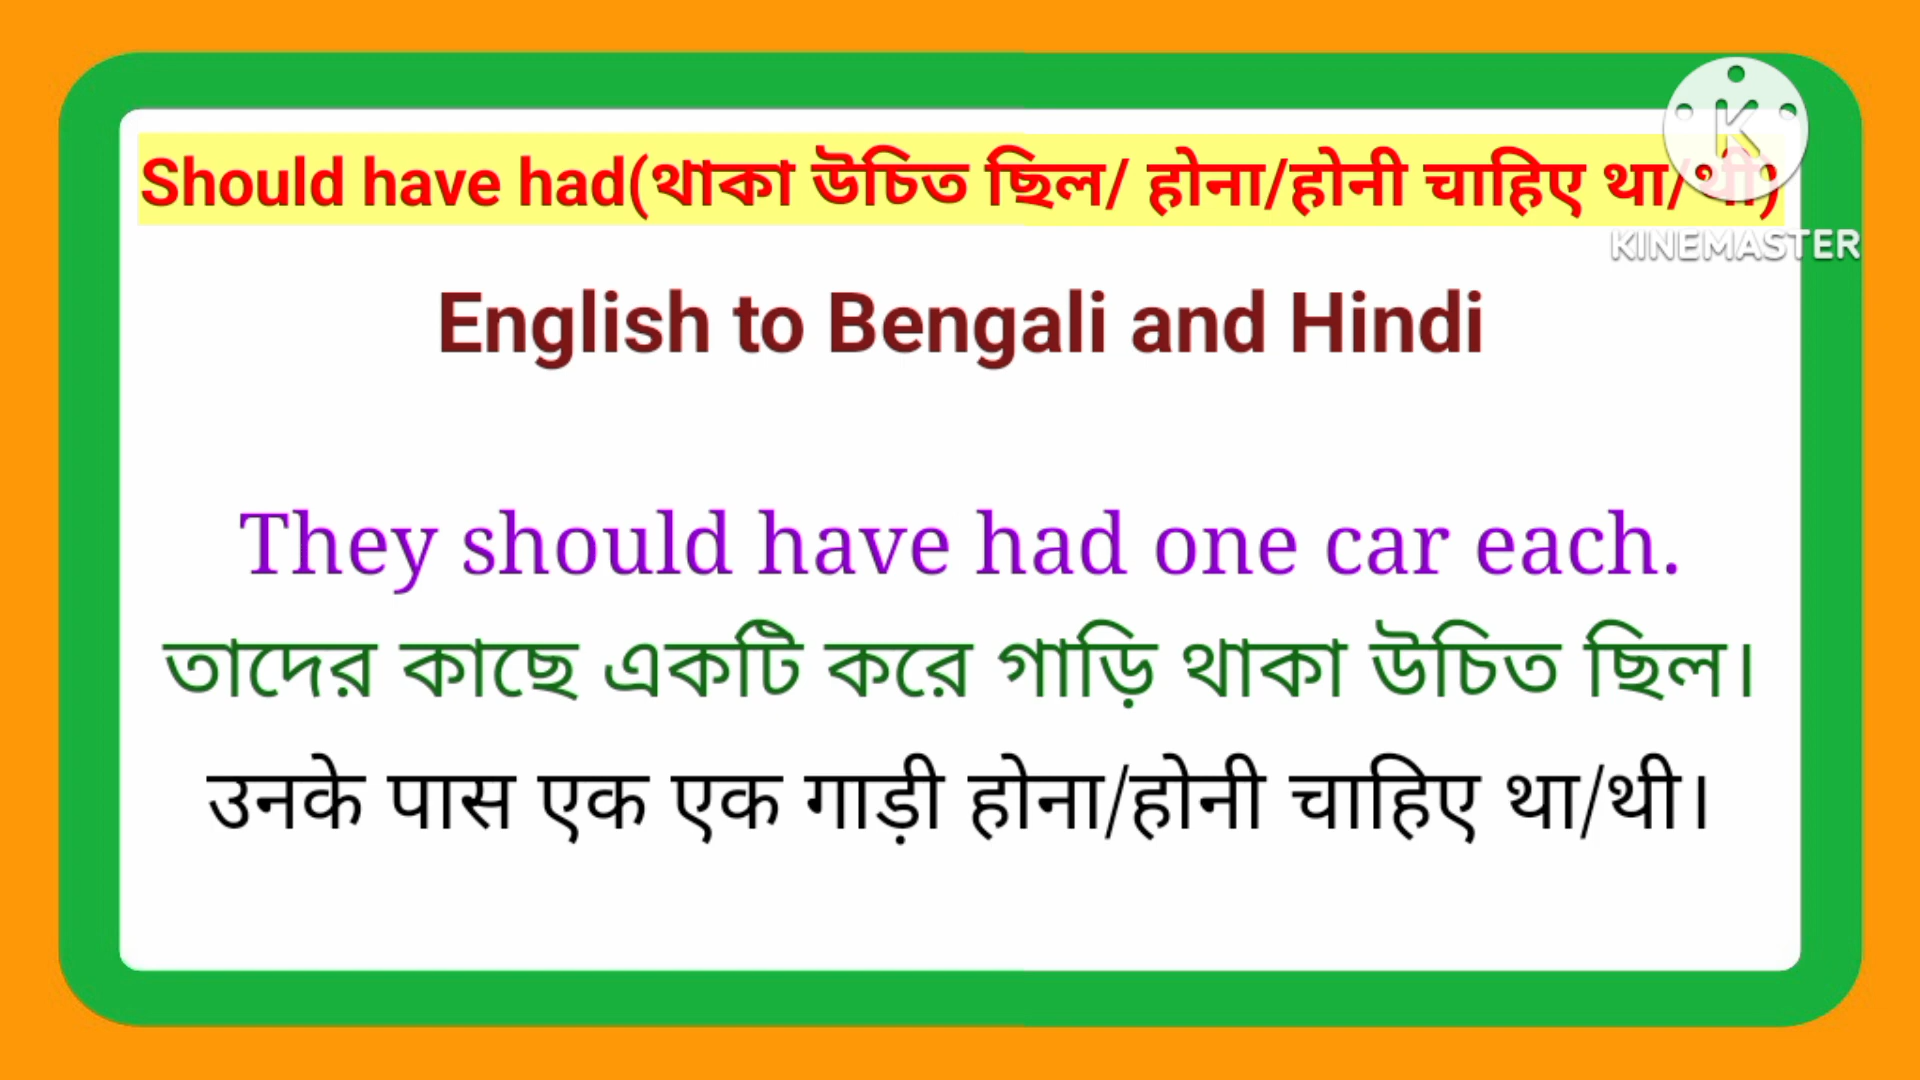 Should have had(থাকা উচিত ছিল/ होना/होनी चाहिए था/थी)
KINEMASTER
English to Bengali and Hindi
They should have had one car each.
তাদের কাছে একটি করে গাড়ি থাকা উচিত ছিল।
उनके पास एक एक गाड़ी होना/होनी चाहिए था/थी।